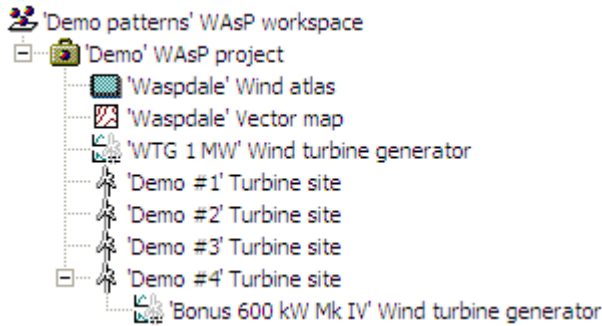 'Demo patterns' WAsP workspace
'Demo' WAsP project
'Waspdale' Wind atlas
'Waspdale' Vector map
'WTG 1 MW' Wind turbine generator
'Demo #1' Turbine site
'Demo #2' Turbine site
'Demo #3' Turbine site
'Demo #4' Turbine site
'Bonus 600 kW Mk IV' Wind turbine generator